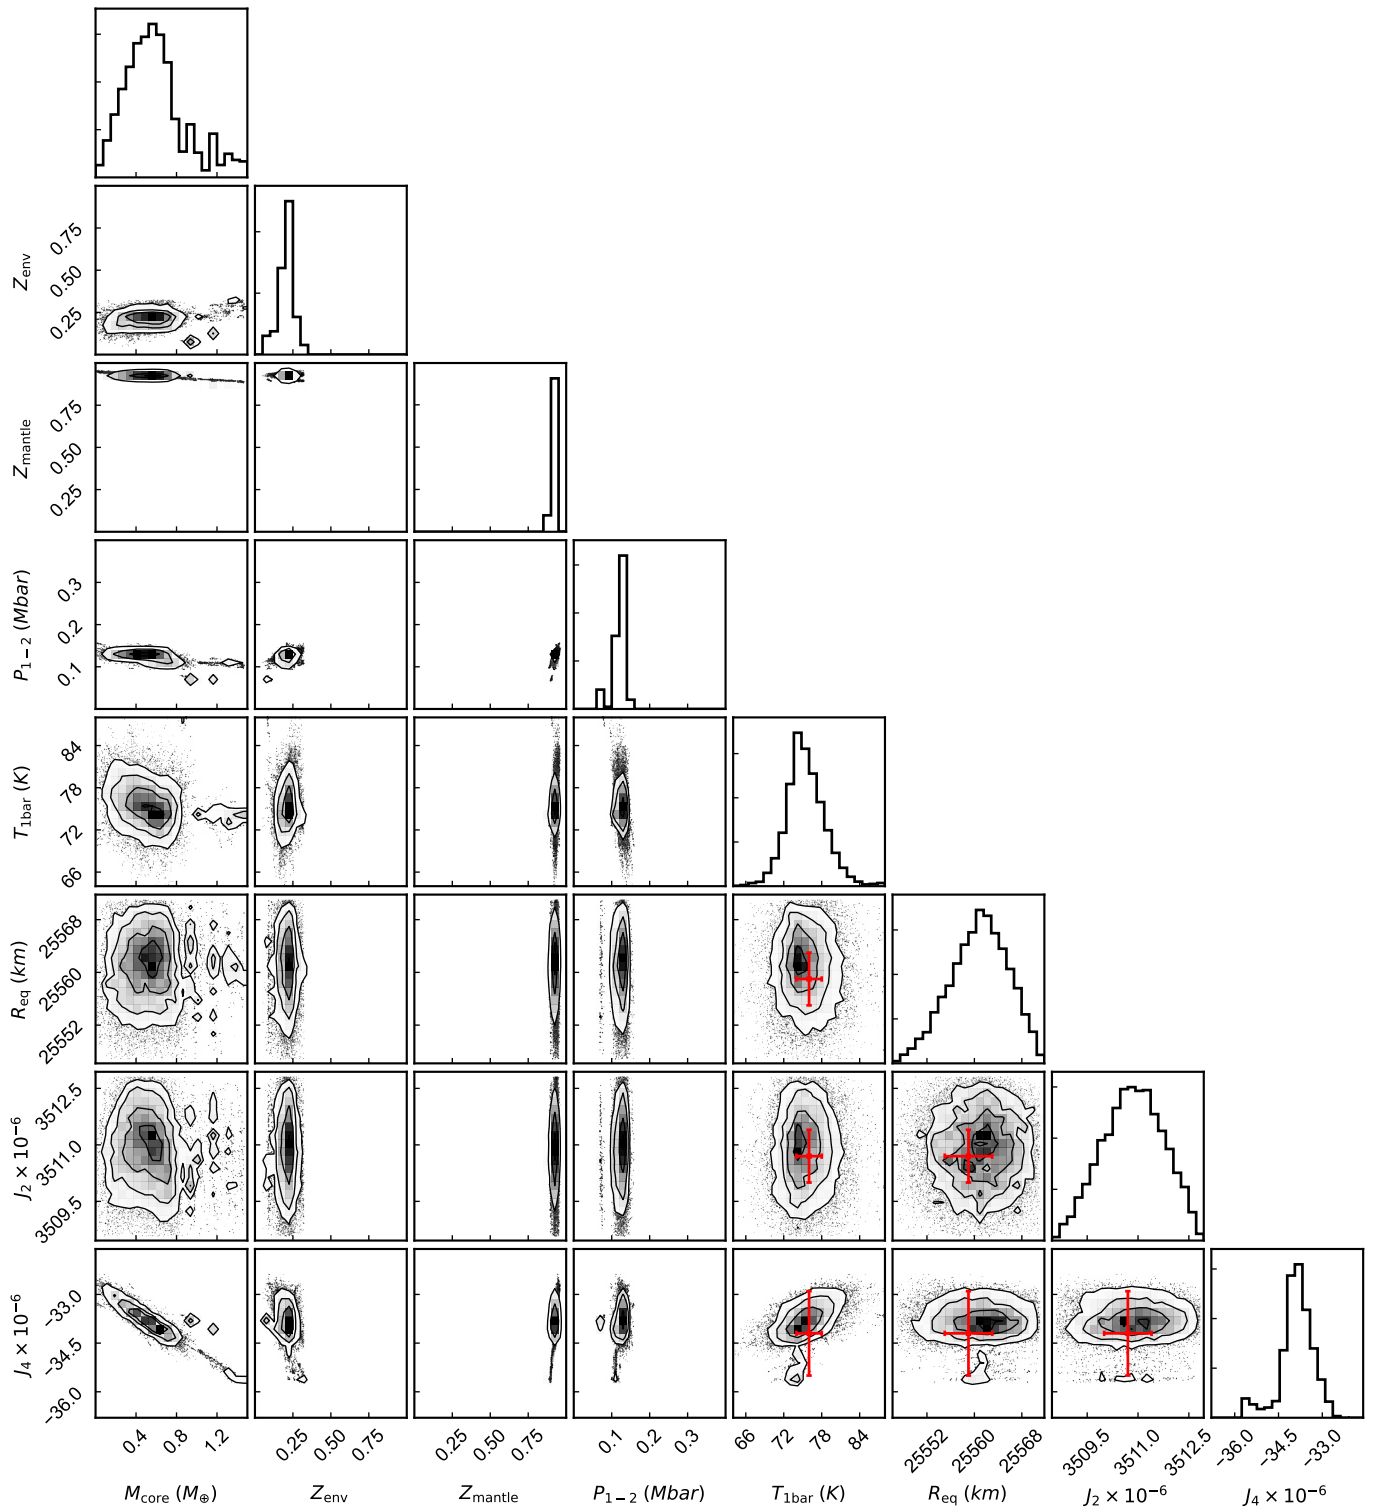 0.75
0.50
0.25
Z_env
0.75
0.50
0.25
Z_mantle
0.3
0.2
0.1
P_1−2 (Mbar)
84
78
72
66
T_1bar (K)
25568
25560
25552
R_eq (km)
3512.5
3511.0
3509.5
J_2 × 10^−6
−33.0
−34.5
−36.0
J_4 × 10^−6
0.4 0.8 1.2 0.25 0.50 0.75 0.25 0.50 0.75 0.1 0.2 0.3 66 72 78 84 25552 25560 25568 3509.5 3511.0 3512.5 −36.0 −34.5 −33.0
M_core (M_⊕) Z_env Z_mantle P_1−2 (Mbar) T_1bar (K) R_eq (km) J_2 × 10^−6 J_4 × 10^−6